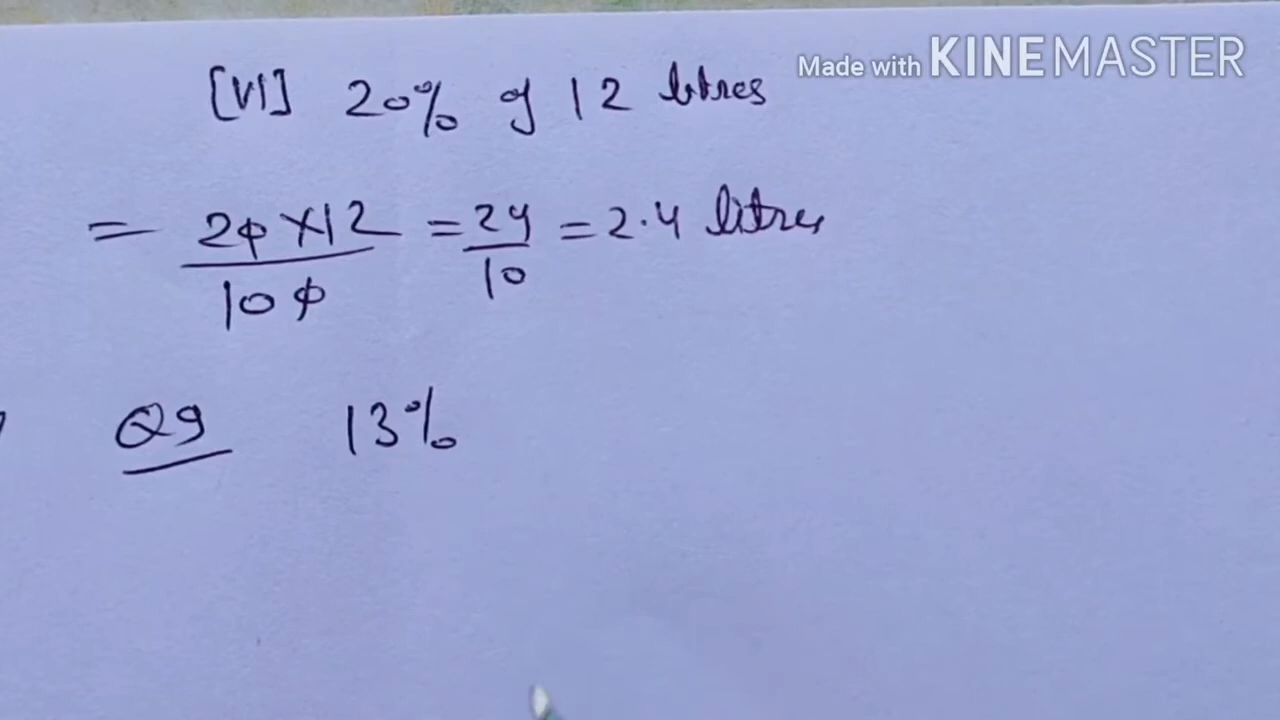 Made with KINEMASTER
[VI] 20% of 12 litres
= 20 × 12 / 100 = 24 / 10 = 2.4 litres
Q9 13%